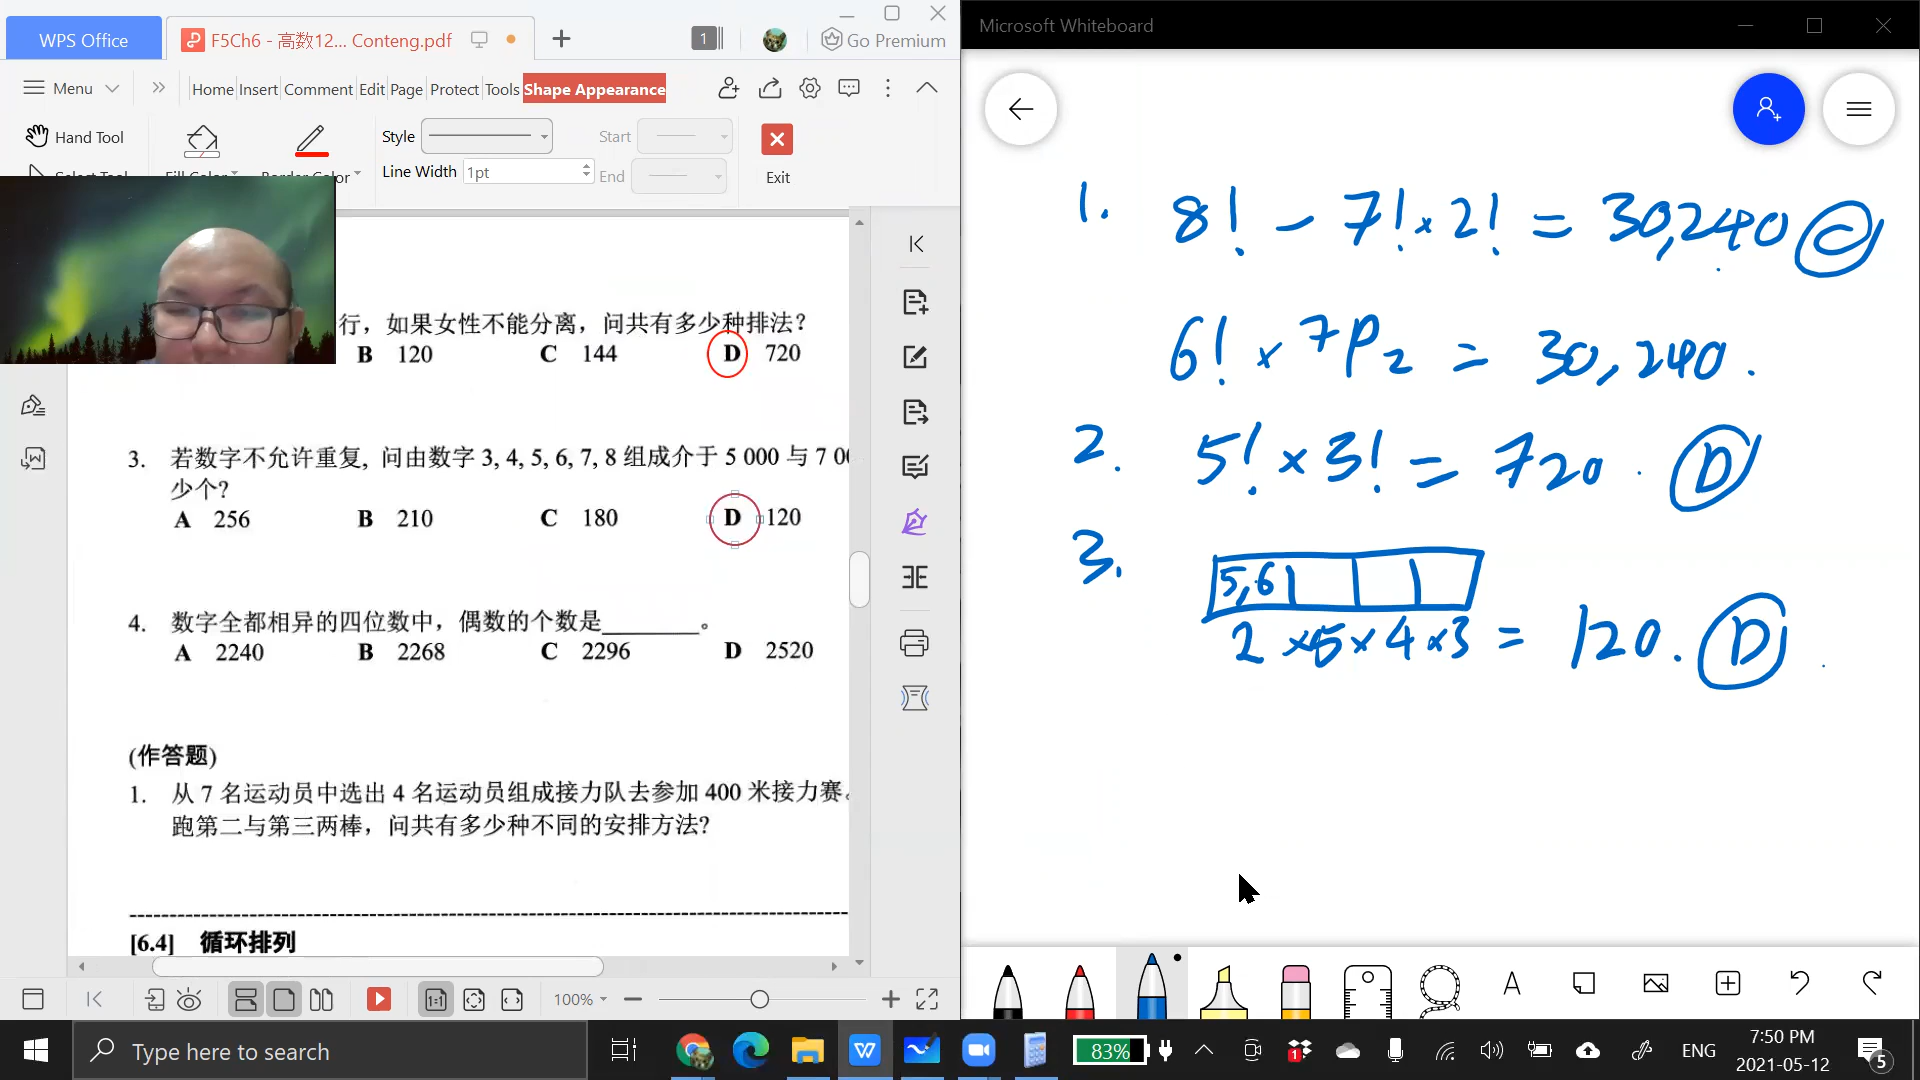 WPS Office
F5Ch6 - 高数12... Conteng.pdf
1
Go Premium
Menu
Home Insert Comment Edit Page Protect Tools Shape Appearance
Hand Tool
Style
Start
Line Width 1pt
End
Exit
行，如果女性不能分离，问共有多少种排法？
B 120 C 144 D 720
3. 若数字不允许重复, 问由数字 3, 4, 5, 6, 7, 8 组成介于 5 000 与 7 00
少个?
A 256 B 210 C 180 D 120
4. 数字全都相异的四位数中，偶数的个数是________。
A 2240 B 2268 C 2296 D 2520
(作答题)
1. 从 7 名运动员中选出 4 名运动员组成接力队去参加 400 米接力赛。
跑第二与第三两棒，问共有多少种不同的安排方法?
[6.4] 循环排列
100%
Microsoft Whiteboard
1. 8! - 7! × 2! = 30,240 C
6! × 7P2 = 30,240.
2. 5! × 3! = 720. D
3. 5,6
2 × 5 × 4 × 3 = 120. D
Type here to search
83%
1
ENG
7:50 PM
2021-05-12
5